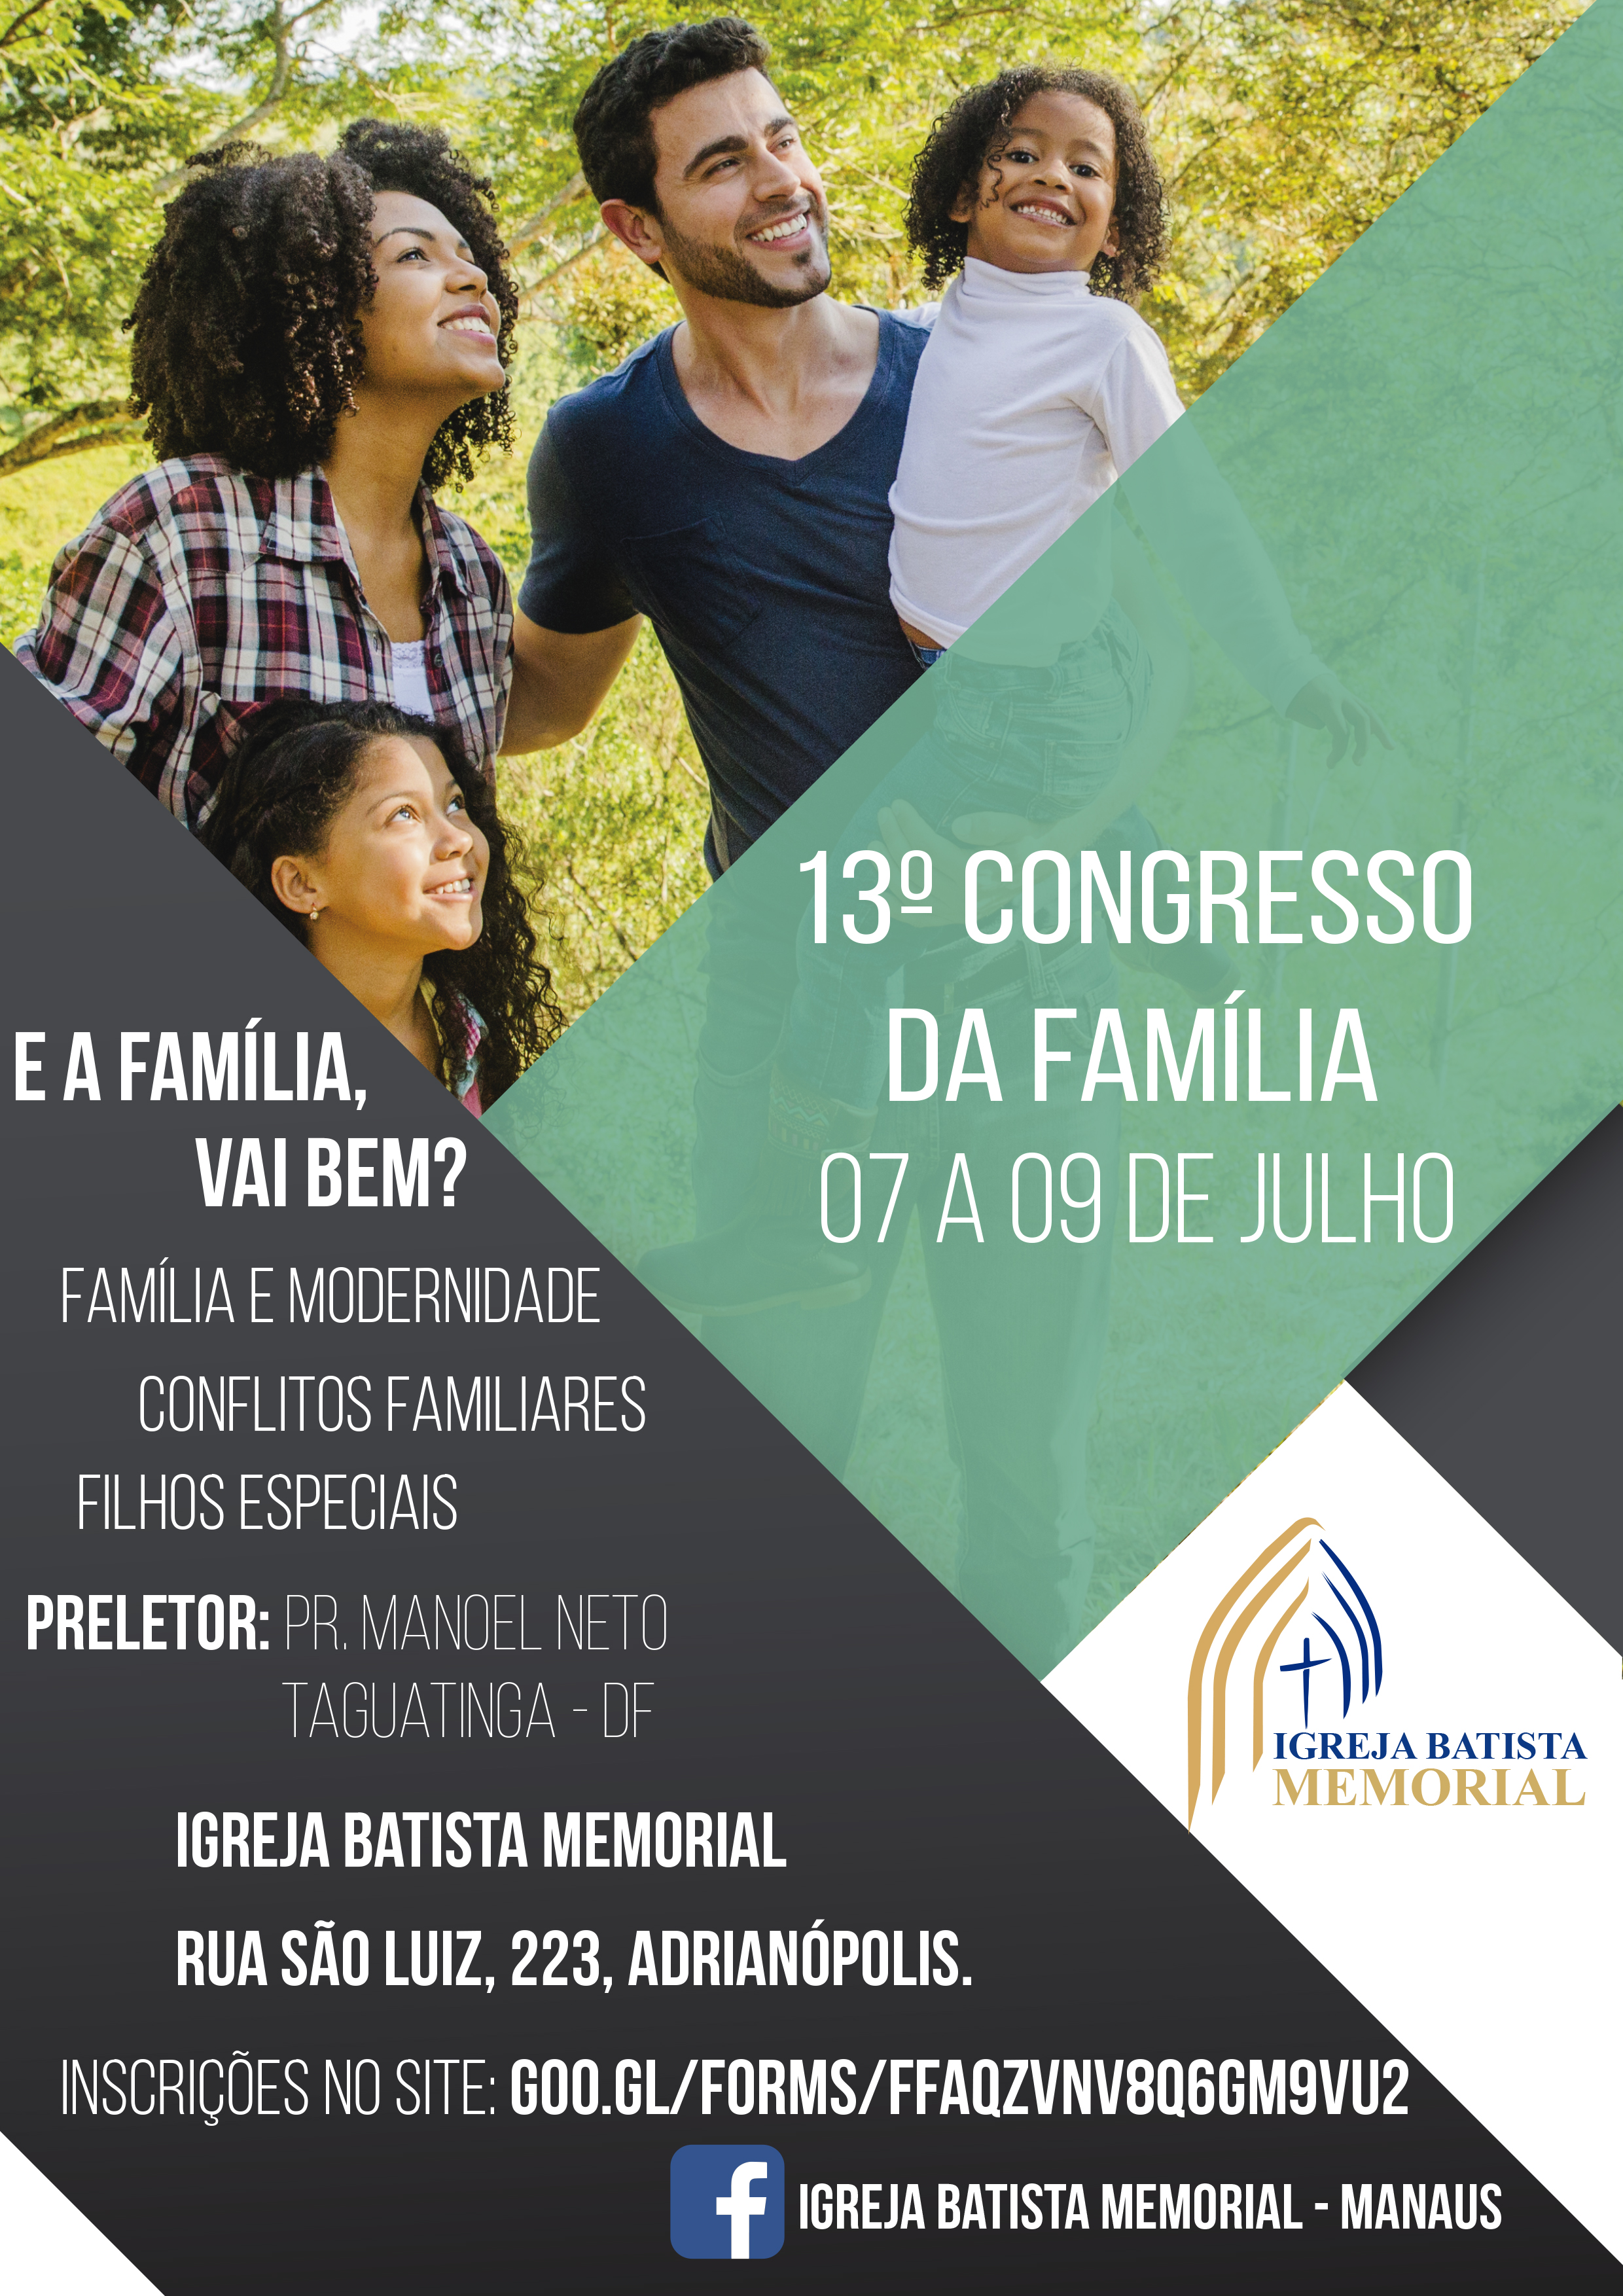 13º CONGRESSO
DA FAMÍLIA
07 A 09 DE JULHO
E A FAMÍLIA,
VAI BEM?
FAMÍLIA E MODERNIDADE
CONFLITOS FAMILIARES
FILHOS ESPECIAIS
PRELETOR: PR. MANOEL NETO
TAGUATINGA - DF
IGREJA BATISTA
MEMORIAL
IGREJA BATISTA MEMORIAL
RUA SÃO LUIZ, 223, ADRIANÓPOLIS.
INSCRIÇÕES NO SITE: GOO.GL/FORMS/FFAQZVNV8Q6GM9VU2
f IGREJA BATISTA MEMORIAL - MANAUS